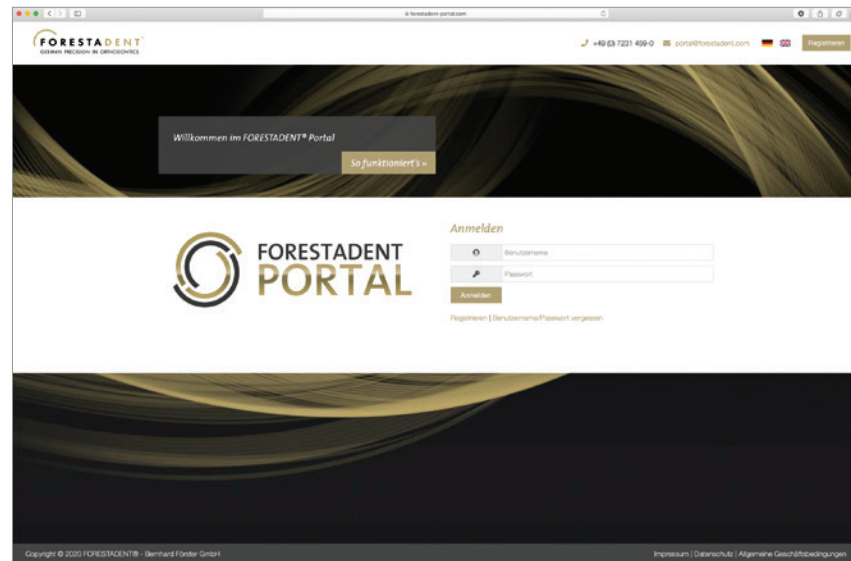 forestadent-portal.com
FORESTADENT®
GERMAN PRECISION IN ORTHODONTICS
+49 (0) 7231 459-0 portal@forestadent.com Registrieren
Willkommen im FORESTADENT® Portal
So funktioniert's »
FORESTADENT
PORTAL
Anmelden
Benutzername
Passwort
Anmelden
Registrieren | Benutzername/Passwort vergessen
Copyright © 2020 FORESTADENT® - Bernhard Förster GmbH Impressum | Datenschutz | Allgemeine Geschäftsbedingungen